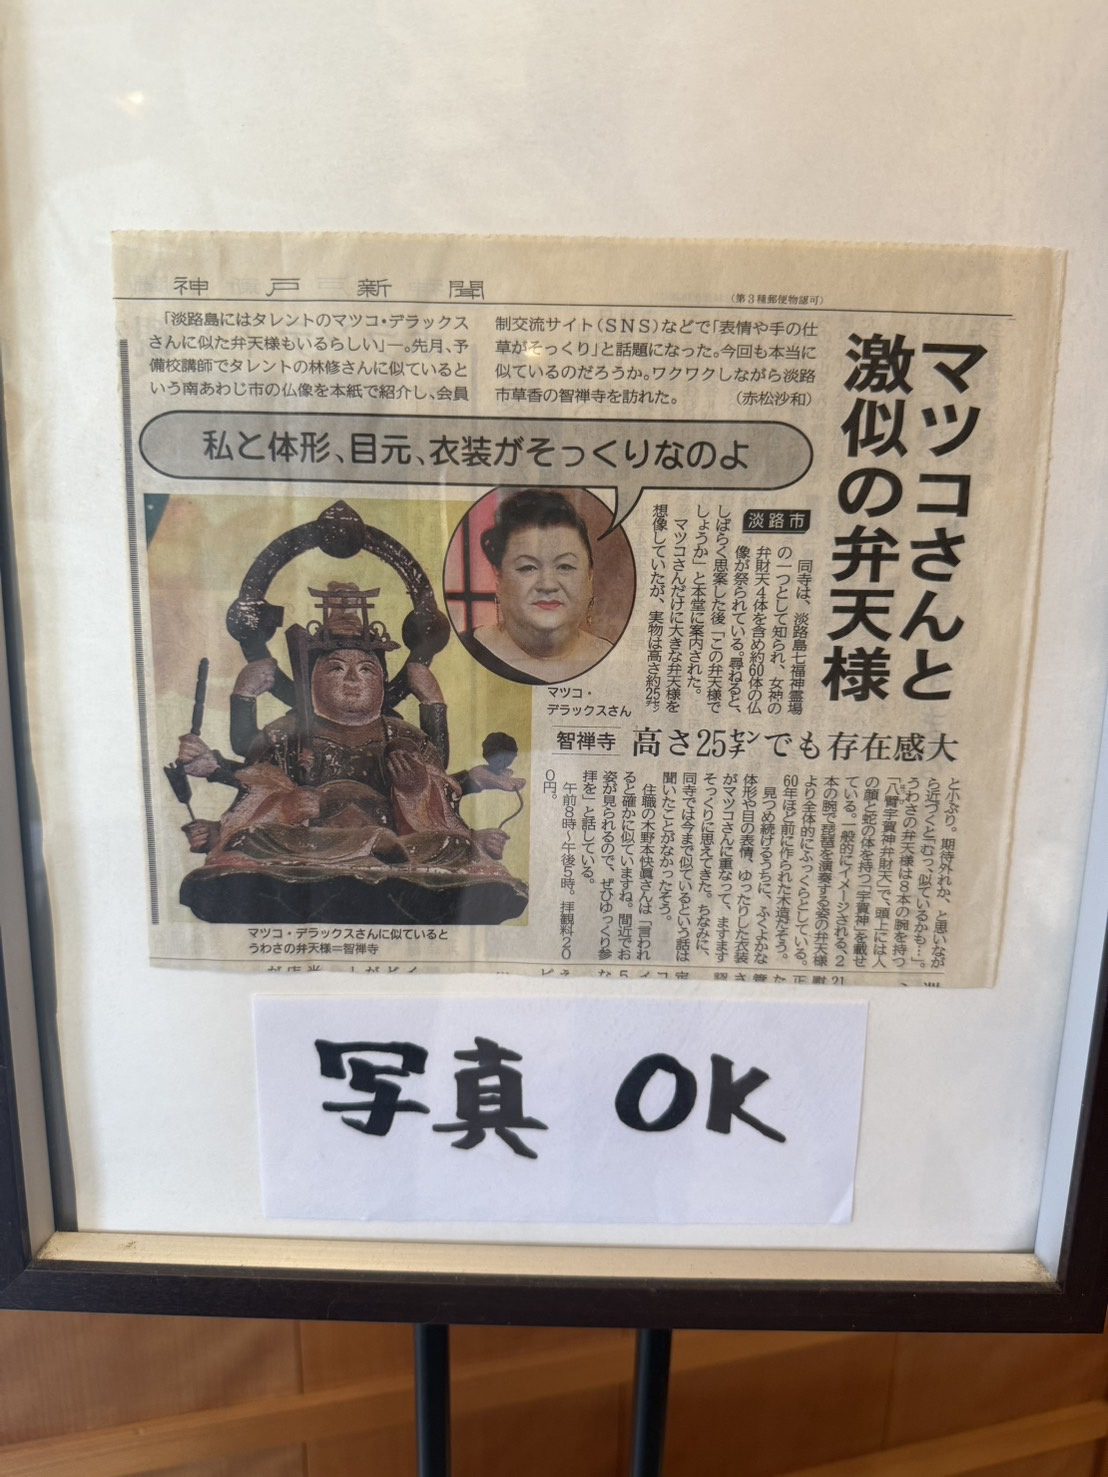 神戸新聞
(第3種郵便物認可)
マツコさんと
激似の弁天様
「淡路島にはタレントのマツコ・デラックス
さんに似た弁天様もいるらしい」―。先月、予
備校講師でタレントの林修さんに似ていると
いう南あわじ市の仏像を本紙で紹介し、会員
制交流サイト(SNS)などで「表情や手の仕
草がそっくり」と話題になった。今回も本当に
似ているのだろうか。ワクワクしながら淡路
市草香の智禅寺を訪れた。 (赤松沙和)
私と体形、目元、衣装がそっくりなのよ
淡路市
同寺は、淡路島七福神霊場
の一つとして知られ、女神の
弁財天4体を含め約60体の仏
像が祭られている。尋ねると、
しばらく思案した後「この弁天様で
しょうか」と本堂に案内された。
マツコさんだけに大きな弁天様を
想像していたが、実物は高さ約25㌢
マツコ・
デラックスさん
智禅寺
高さ25センチでも存在感大
と小ぶり。期待外れか、と思いなが
ら近づくと「むっ、似ているかも…」。
うわさの弁天様は8本の腕を持つ
「八臂宇賀神弁財天」で、頭上には人
の顔と蛇の体を持つ「宇賀神」を載せ
ている。一般的にイメージされる、2
本の腕で琵琶を演奏する姿の弁天様
より全体的にふっくらとしている。
60年ほど前に作られた木造だそう。
見つめ続けるうちに、ふくよかな
体形や目の表情、ゆったりした衣装
がマツコさんに重なって、ますます
そっくりに思えてきた。ちなみに、
同寺では今まで似ているという話は
聞いたことがなかったそう。
住職の木野本快眞さんは「言われ
ると確かに似ていますね。間近でお
姿が見られるので、ぜひゆっくり参
拝を」と話している。
午前8時～午後5時。拝観料20
0円。
マツコ・デラックスさんに似ていると
うわさの弁天様=智禅寺
写真 OK